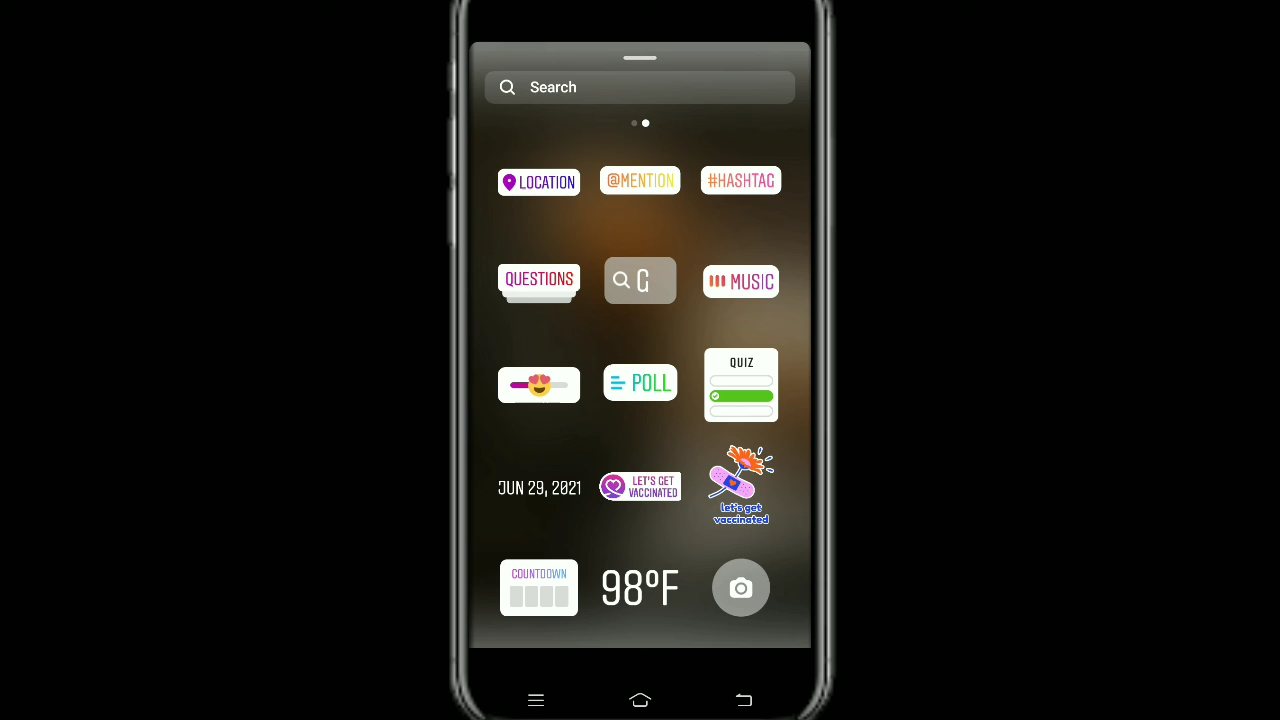 Search
LOCATION
@MENTION
#HASHTAG
QUESTIONS
G
MUSIC
POLL
QUIZ
JUN 29, 2021
LET'S GET
VACCINATED
let's get
vaccinated
COUNTDOWN
98°F